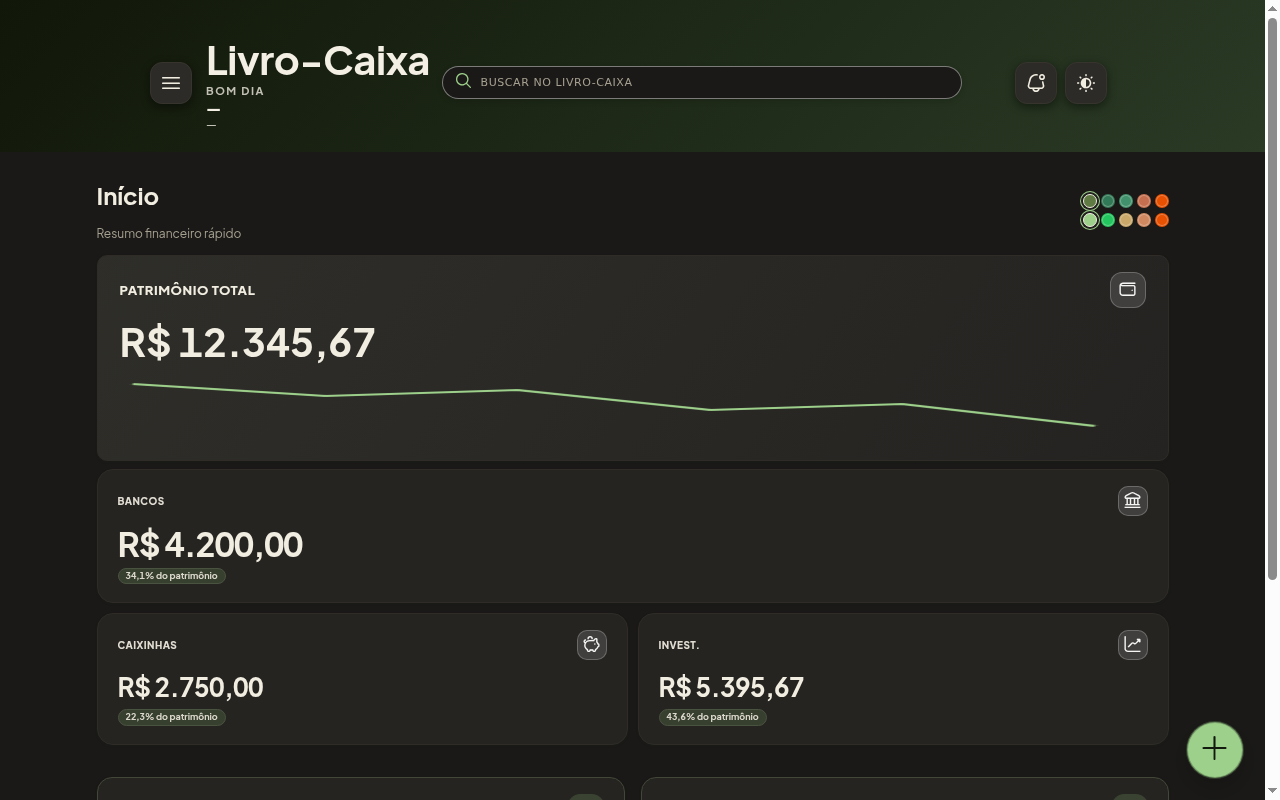 Livro-Caixa
BOM DIA
—
—
BUSCAR NO LIVRO-CAIXA
Início
Resumo financeiro rápido
PATRIMÔNIO TOTAL
R$ 12.345,67
BANCOS
R$ 4.200,00
34,1% do patrimônio
CAIXINHAS
R$ 2.750,00
22,3% do patrimônio
INVEST.
R$ 5.395,67
43,6% do patrimônio